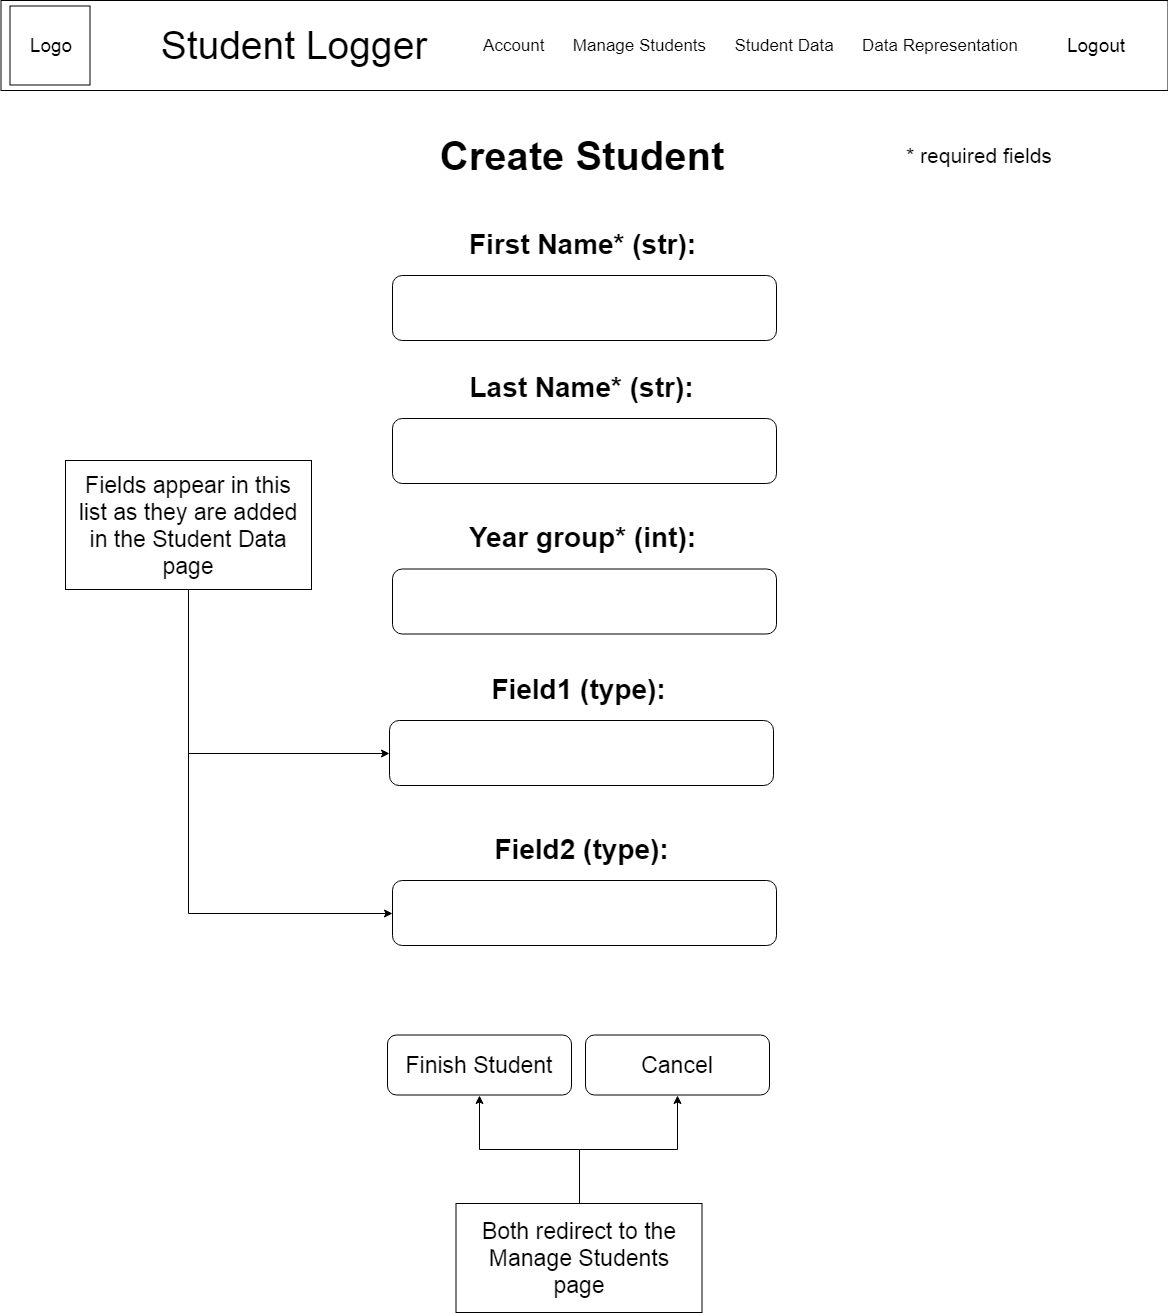 Logo
Student Logger
Account
Manage Students
Student Data
Data Representation
Logout
Create Student
* required fields
First Name* (str):
Last Name* (str):
Fields appear in this
list as they are added
in the Student Data
page
Year group* (int):
Field1 (type):
Field2 (type):
Finish Student
Cancel
Both redirect to the
Manage Students
page